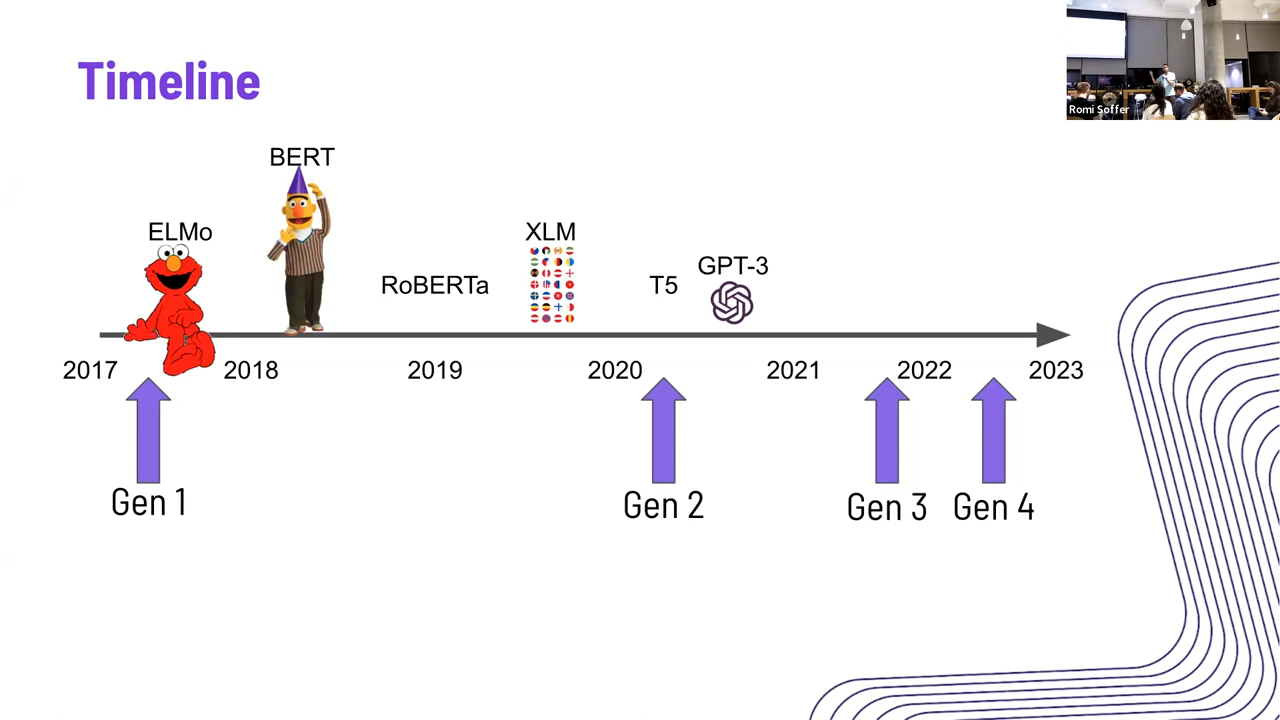 Timeline
Romi Soffer
BERT
ELMo
XLM
RoBERTa
T5
GPT-3
2017
2018
2019
2020
2021
2022
2023
Gen 1
Gen 2
Gen 3
Gen 4